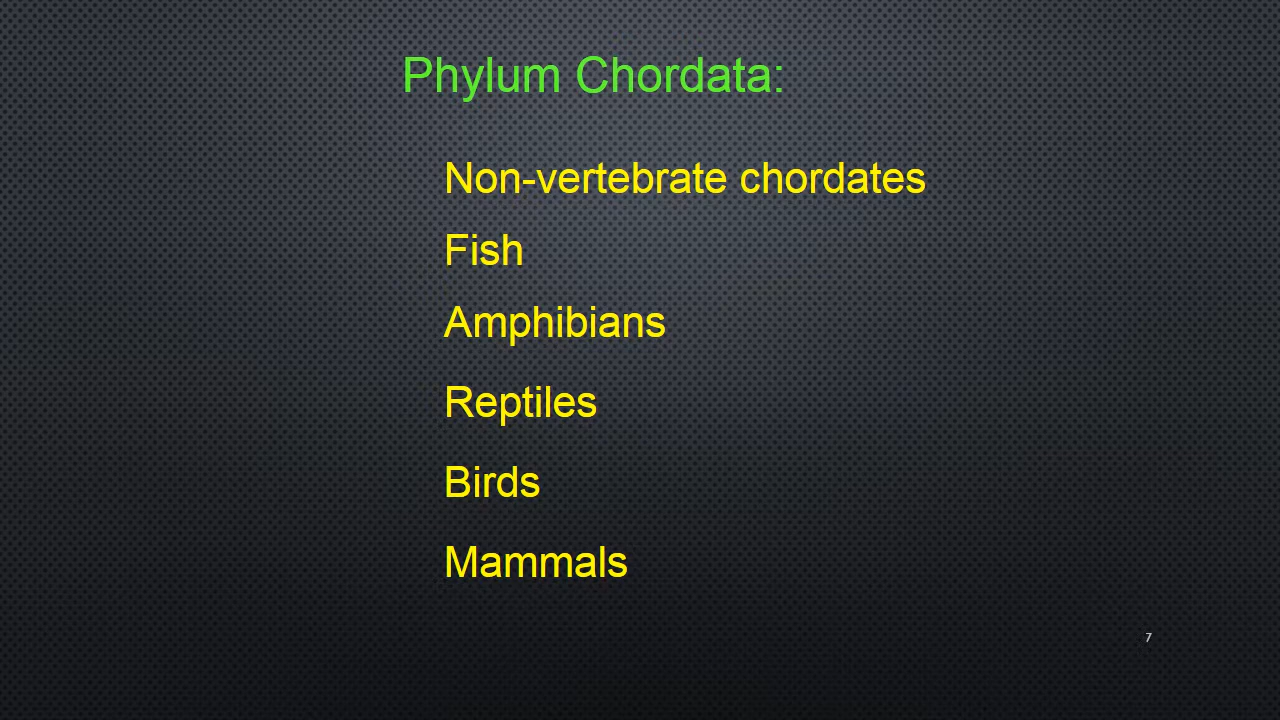 Phylum Chordata:
Non-vertebrate chordates
Fish
Amphibians
Reptiles
Birds
Mammals
7